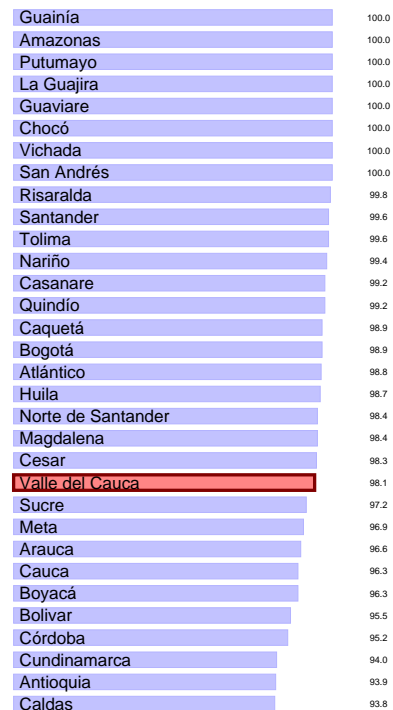 Guainía 100.0
Amazonas 100.0
Putumayo 100.0
La Guajira 100.0
Guaviare 100.0
Chocó 100.0
Vichada 100.0
San Andrés 100.0
Risaralda 99.8
Santander 99.6
Tolima 99.6
Nariño 99.4
Casanare 99.2
Quindío 99.2
Caquetá 98.9
Bogotá 98.9
Atlántico 98.8
Huila 98.7
Norte de Santander 98.4
Magdalena 98.4
Cesar 98.3
Valle del Cauca 98.1
Sucre 97.2
Meta 96.9
Arauca 96.6
Cauca 96.3
Boyacá 96.3
Bolivar 95.5
Córdoba 95.2
Cundinamarca 94.0
Antioquia 93.9
Caldas 93.8